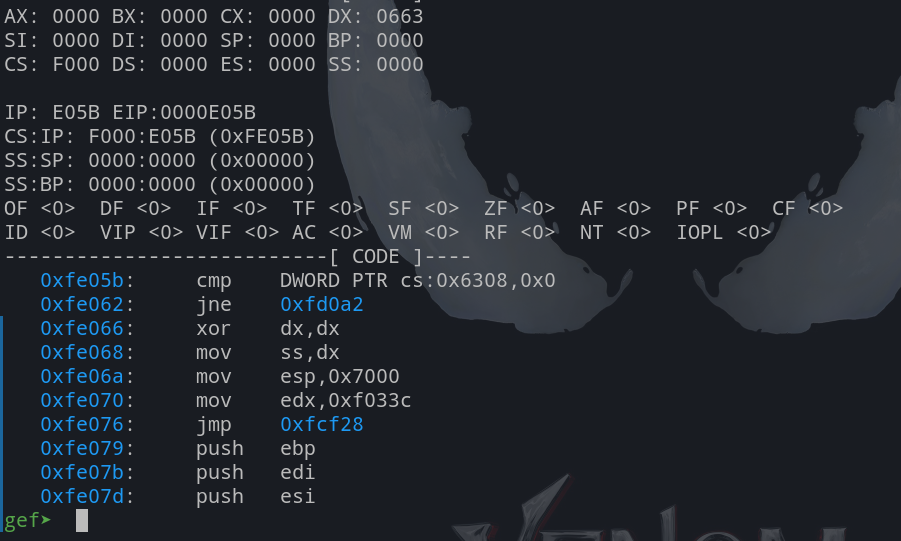 AX: 0000 BX: 0000 CX: 0000 DX: 0663
SI: 0000 DI: 0000 SP: 0000 BP: 0000
CS: F000 DS: 0000 ES: 0000 SS: 0000
IP: E05B EIP:0000E05B
CS:IP: F000:E05B (0xFE05B)
SS:SP: 0000:0000 (0x00000)
SS:BP: 0000:0000 (0x00000)
OF <0>  DF <0>  IF <0>  TF <0>  SF <0>  ZF <0>  AF <0>  PF <0>  CF <0>
ID <0>  VIP <0> VIF <0> AC <0>  VM <0>  RF <0>  NT <0>  IOPL <0>
---------------------------[ CODE ]----
0xfe05b:     cmp    DWORD PTR cs:0x6308,0x0
0xfe062:     jne    0xfd0a2
0xfe066:     xor    dx,dx
0xfe068:     mov    ss,dx
0xfe06a:     mov    esp,0x7000
0xfe070:     mov    edx,0xf033c
0xfe076:     jmp    0xfcf28
0xfe079:     push   ebp
0xfe07b:     push   edi
0xfe07d:     push   esi
gef➤
VENOM